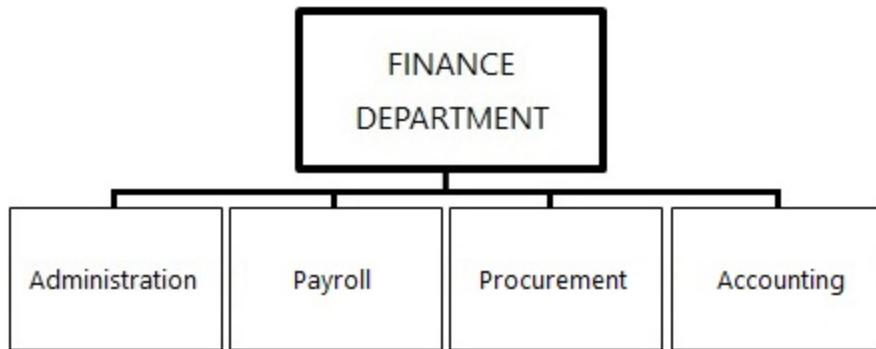 FINANCE
DEPARTMENT
Administration
Payroll
Procurement
Accounting